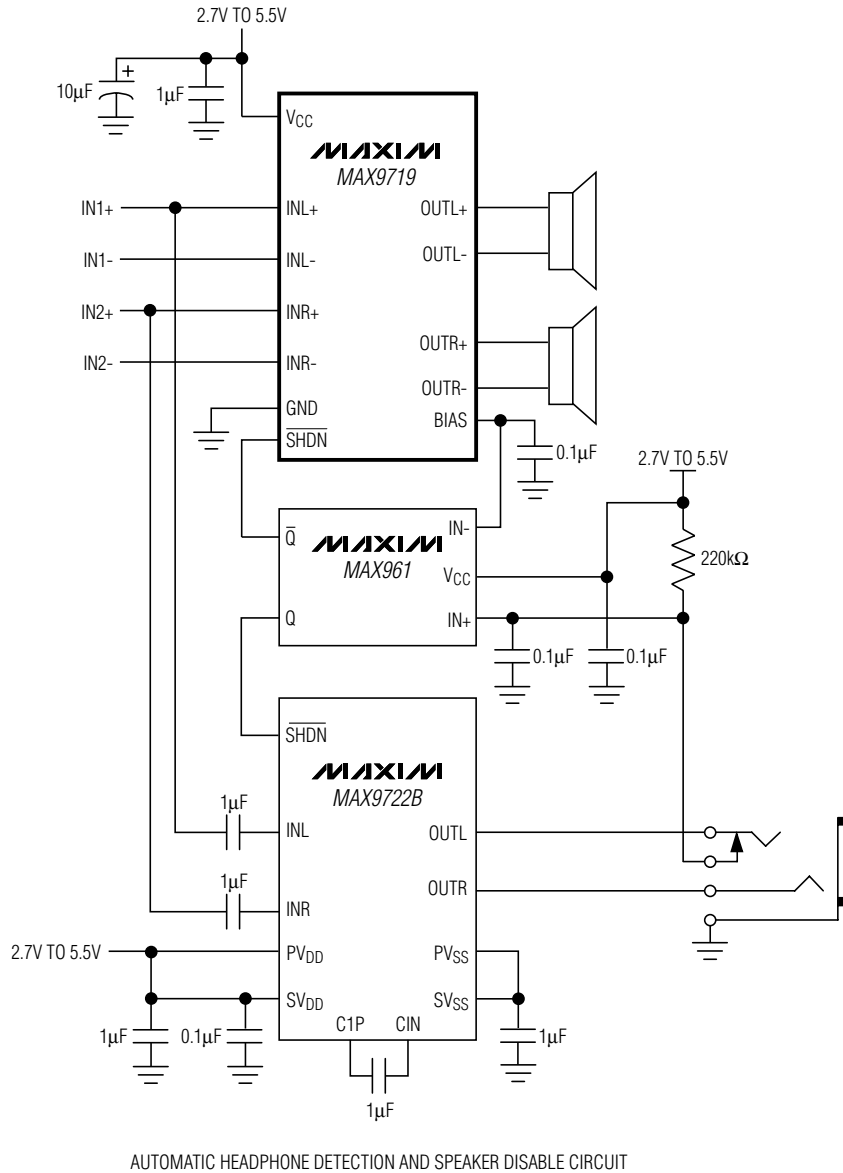 2.7V TO 5.5V
10µF
+
1µF
VCC
MAXIM
MAX9719
IN1+
INL+
OUTL+
IN1-
INL-
OUTL-
IN2+
INR+
OUTR+
IN2-
INR-
OUTR-
GND
BIAS
SHDN
0.1µF
2.7V TO 5.5V
220kΩ
Q
MAXIM
MAX961
IN-
VCC
Q
IN+
0.1µF
0.1µF
SHDN
MAXIM
MAX9722B
1µF
INL
OUTL
1µF
INR
OUTR
2.7V TO 5.5V
PVDD
PVSS
SVDD
SVSS
1µF
0.1µF
C1P
CIN
1µF
1µF
AUTOMATIC HEADPHONE DETECTION AND SPEAKER DISABLE CIRCUIT